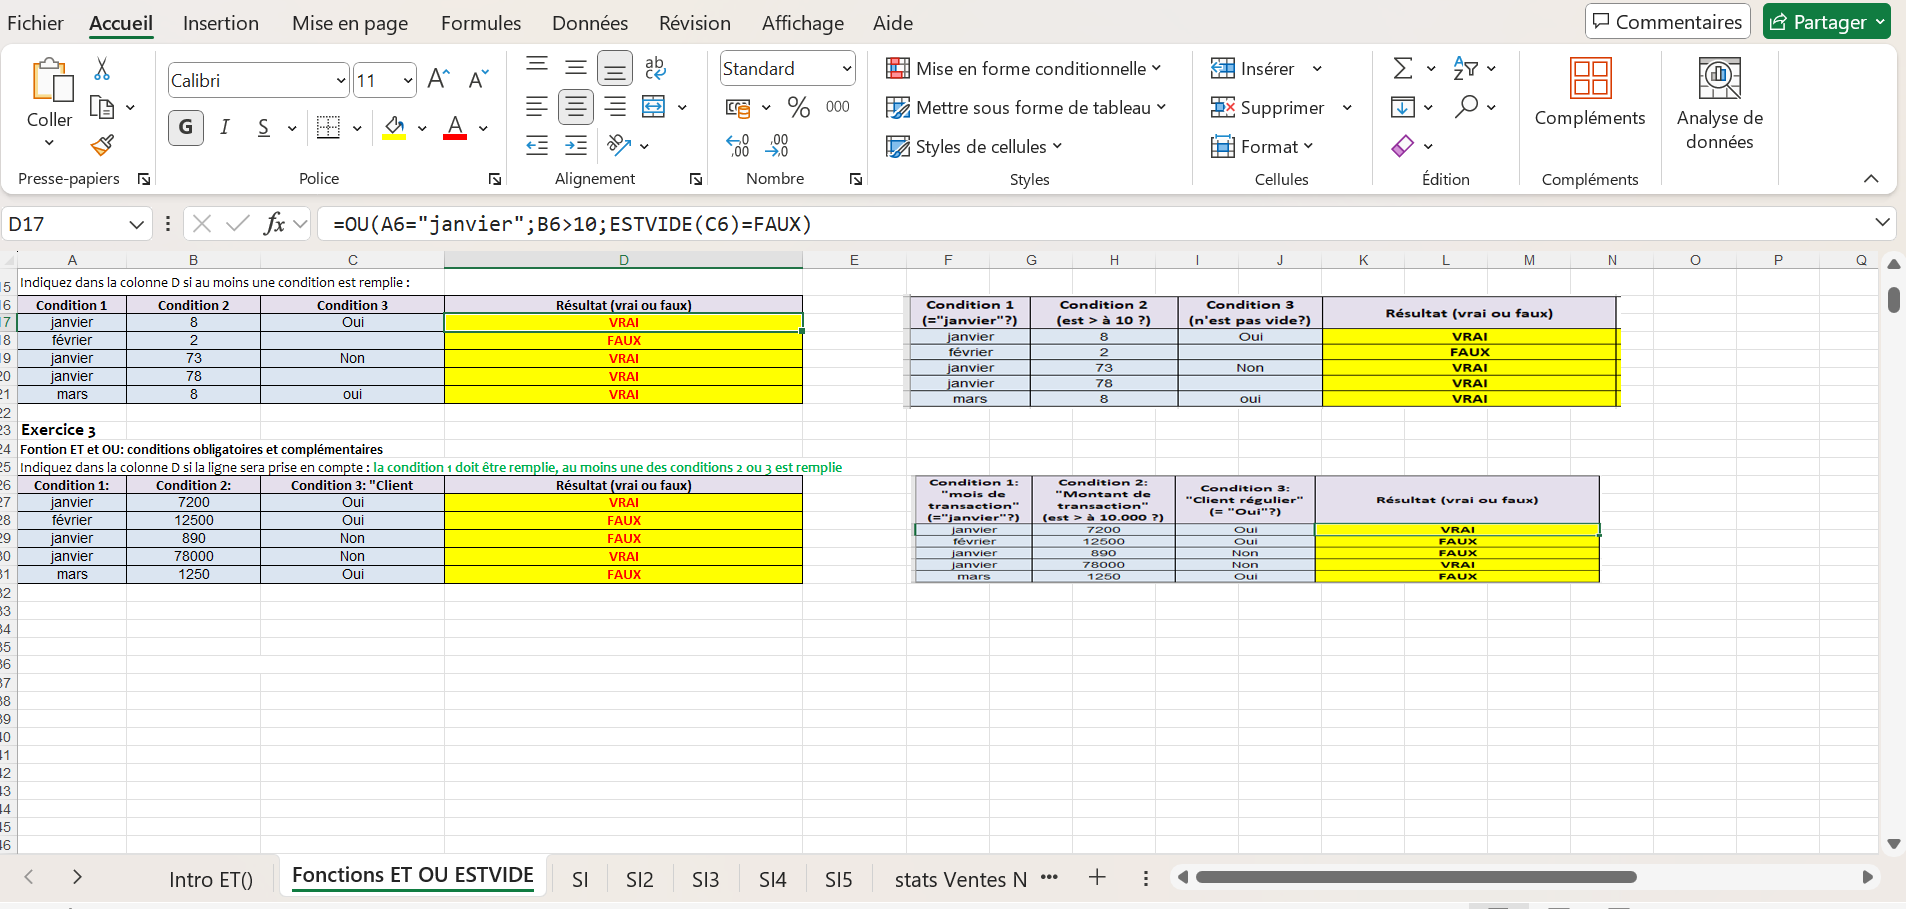 Fichier Accueil Insertion Mise en page Formules Données Révision Affichage Aide Commentaires Partager
Coller
Presse-papiers
Calibri 11
G I S
Police
ab
Alignement
Standard
% 000
Nombre
Mise en forme conditionnelle
Mettre sous forme de tableau
Styles de cellules
Styles
Insérer
Supprimer
Format
Cellules
Édition
Compléments
Compléments
Analyse de
données
D17 fx =OU(A6="janvier";B6>10;ESTVIDE(C6)=FAUX)
A B C D E F G H I J K L M N O P Q
Indiquez dans la colonne D si au moins une condition est remplie :
Condition 1 Condition 2 Condition 3 Résultat (vrai ou faux)
janvier 8 Oui VRAI
février 2 FAUX
janvier 73 Non VRAI
janvier 78 VRAI
mars 8 oui VRAI
Condition 1 Condition 2 Condition 3 Résultat (vrai ou faux)
(="janvier"?) (est > à 10 ?) (n'est pas vide?)
janvier 8 Oui VRAI
février 2 FAUX
janvier 73 Non VRAI
janvier 78 VRAI
mars 8 oui VRAI
Exercice 3
Fontion ET et OU: conditions obligatoires et complémentaires
Indiquez dans la colonne D si la ligne sera prise en compte : la condition 1 doit être remplie, au moins une des conditions 2 ou 3 est remplie
Condition 1: Condition 2: Condition 3: "Client Résultat (vrai ou faux)
janvier 7200 Oui VRAI
février 12500 Oui FAUX
janvier 890 Non FAUX
janvier 78000 Non VRAI
mars 1250 Oui FAUX
Condition 1: Condition 2: Condition 3: Résultat (vrai ou faux)
"mois de "Montant de "Client régulier"
transaction" transaction" (= "Oui"?)
(="janvier"?) (est > à 10.000 ?)
janvier 7200 Oui VRAI
février 12500 Oui FAUX
janvier 890 Non FAUX
janvier 78000 Non VRAI
mars 1250 Oui FAUX
Intro ET() Fonctions ET OU ESTVIDE SI SI2 SI3 SI4 SI5 stats Ventes N